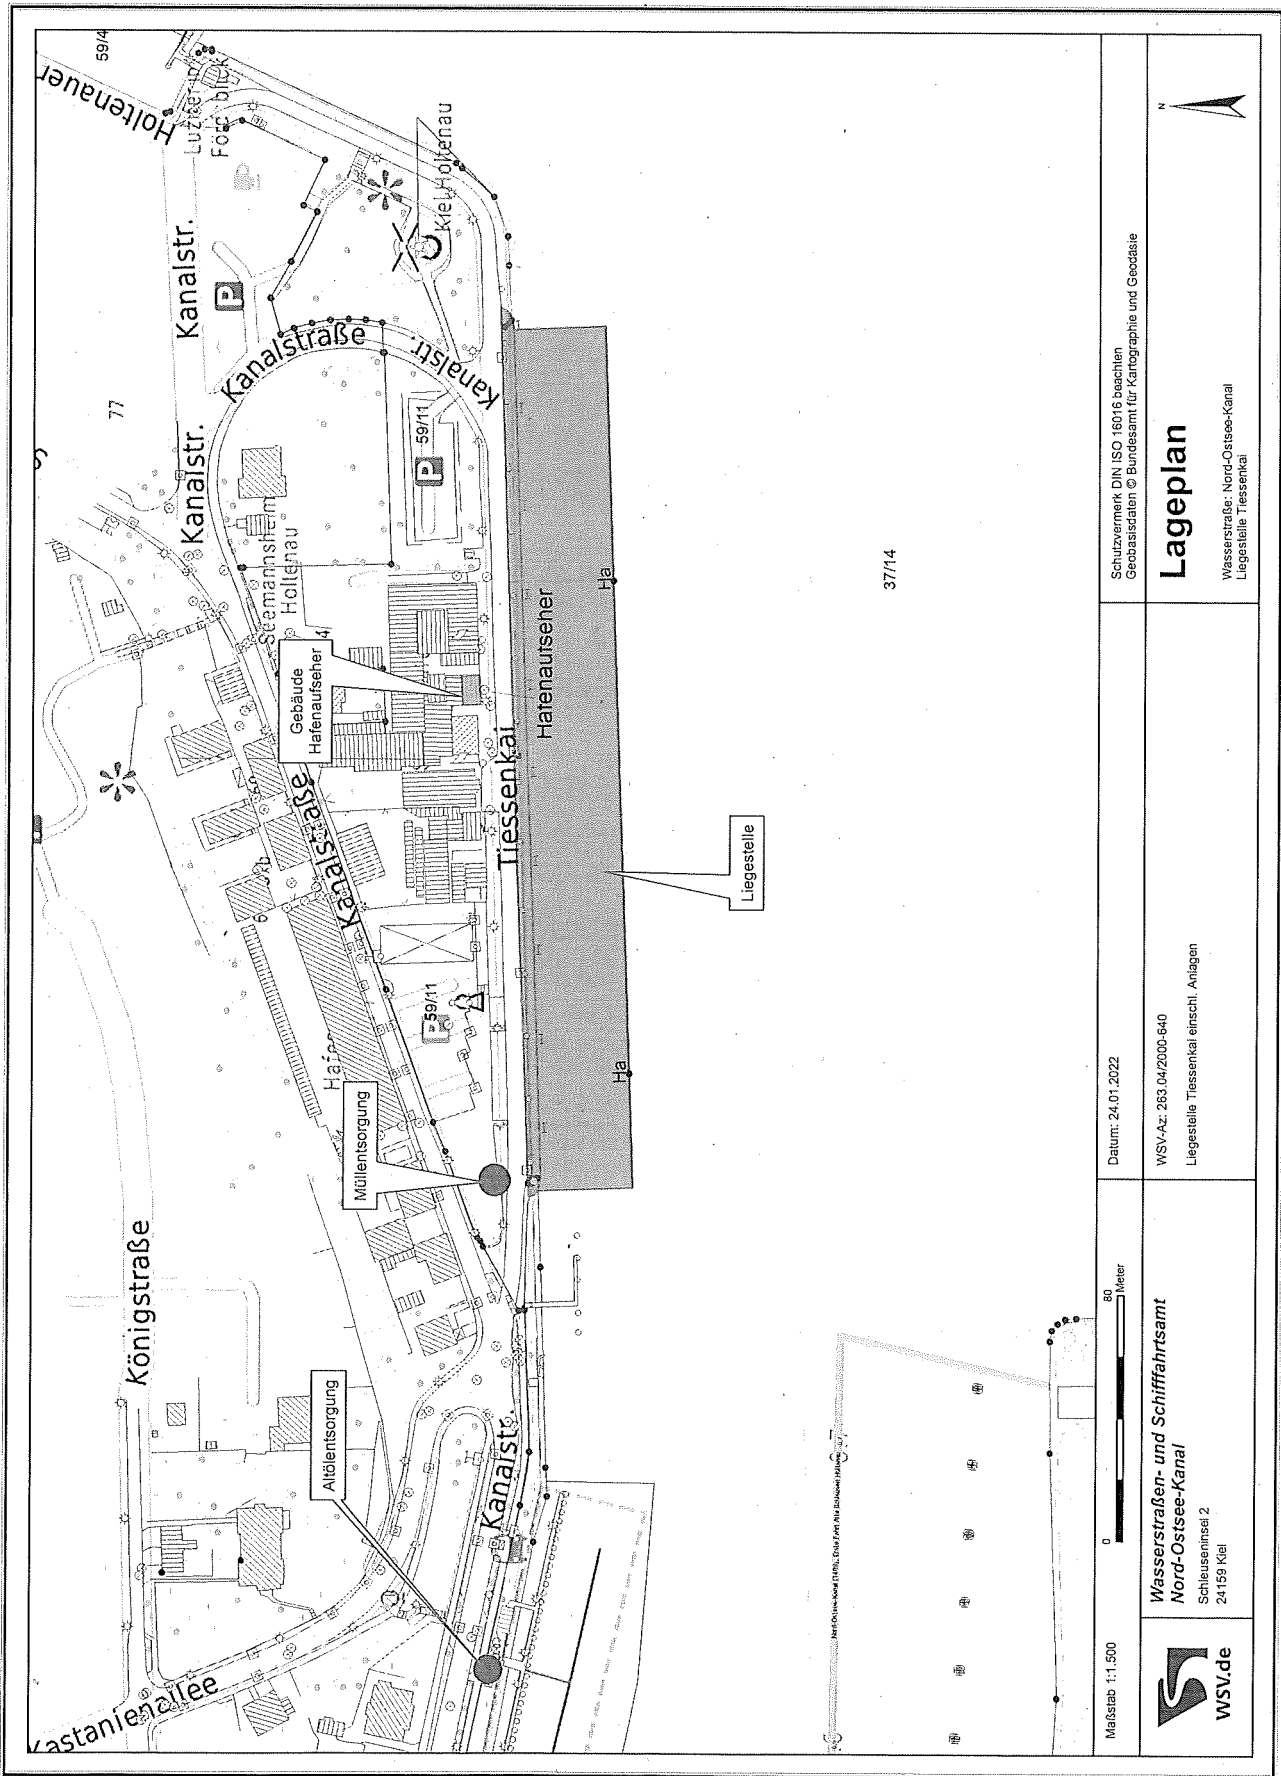 Holtenauer
59/4
Kanalstr.
77
Kanalstr.
Kanalstraße
Kanalstr.
Kiel-Holtenau
P
P
59/11
Seemannsheim
Holtenau
Gebäude
Hafenaufseher
Kanalstraße
Tiessenkai
Hafenaufseher
Ha
37/14
Liegestelle
59/11
P
Ha
Müllentsorgung
Königstraße
Altölentsorgung
Kanalstr.
Kastanienallee
Maßstab 1:1.500
0
80
Meter
Datum: 24.01.2022
Schutzvermerk DIN ISO 16016 beachten
Geobasisdaten © Bundesamt für Kartographie und Geodäsie
WSV.de
Wasserstraßen- und Schifffahrtsamt
Nord-Ostsee-Kanal
Schleuseninsel 2
24159 Kiel
WSV-Az: 263.04/2000-640
Liegestelle Tiessenkai einschl. Anlagen
Lageplan
Wasserstraße: Nord-Ostsee-Kanal
Liegestelle Tiessenkai
N